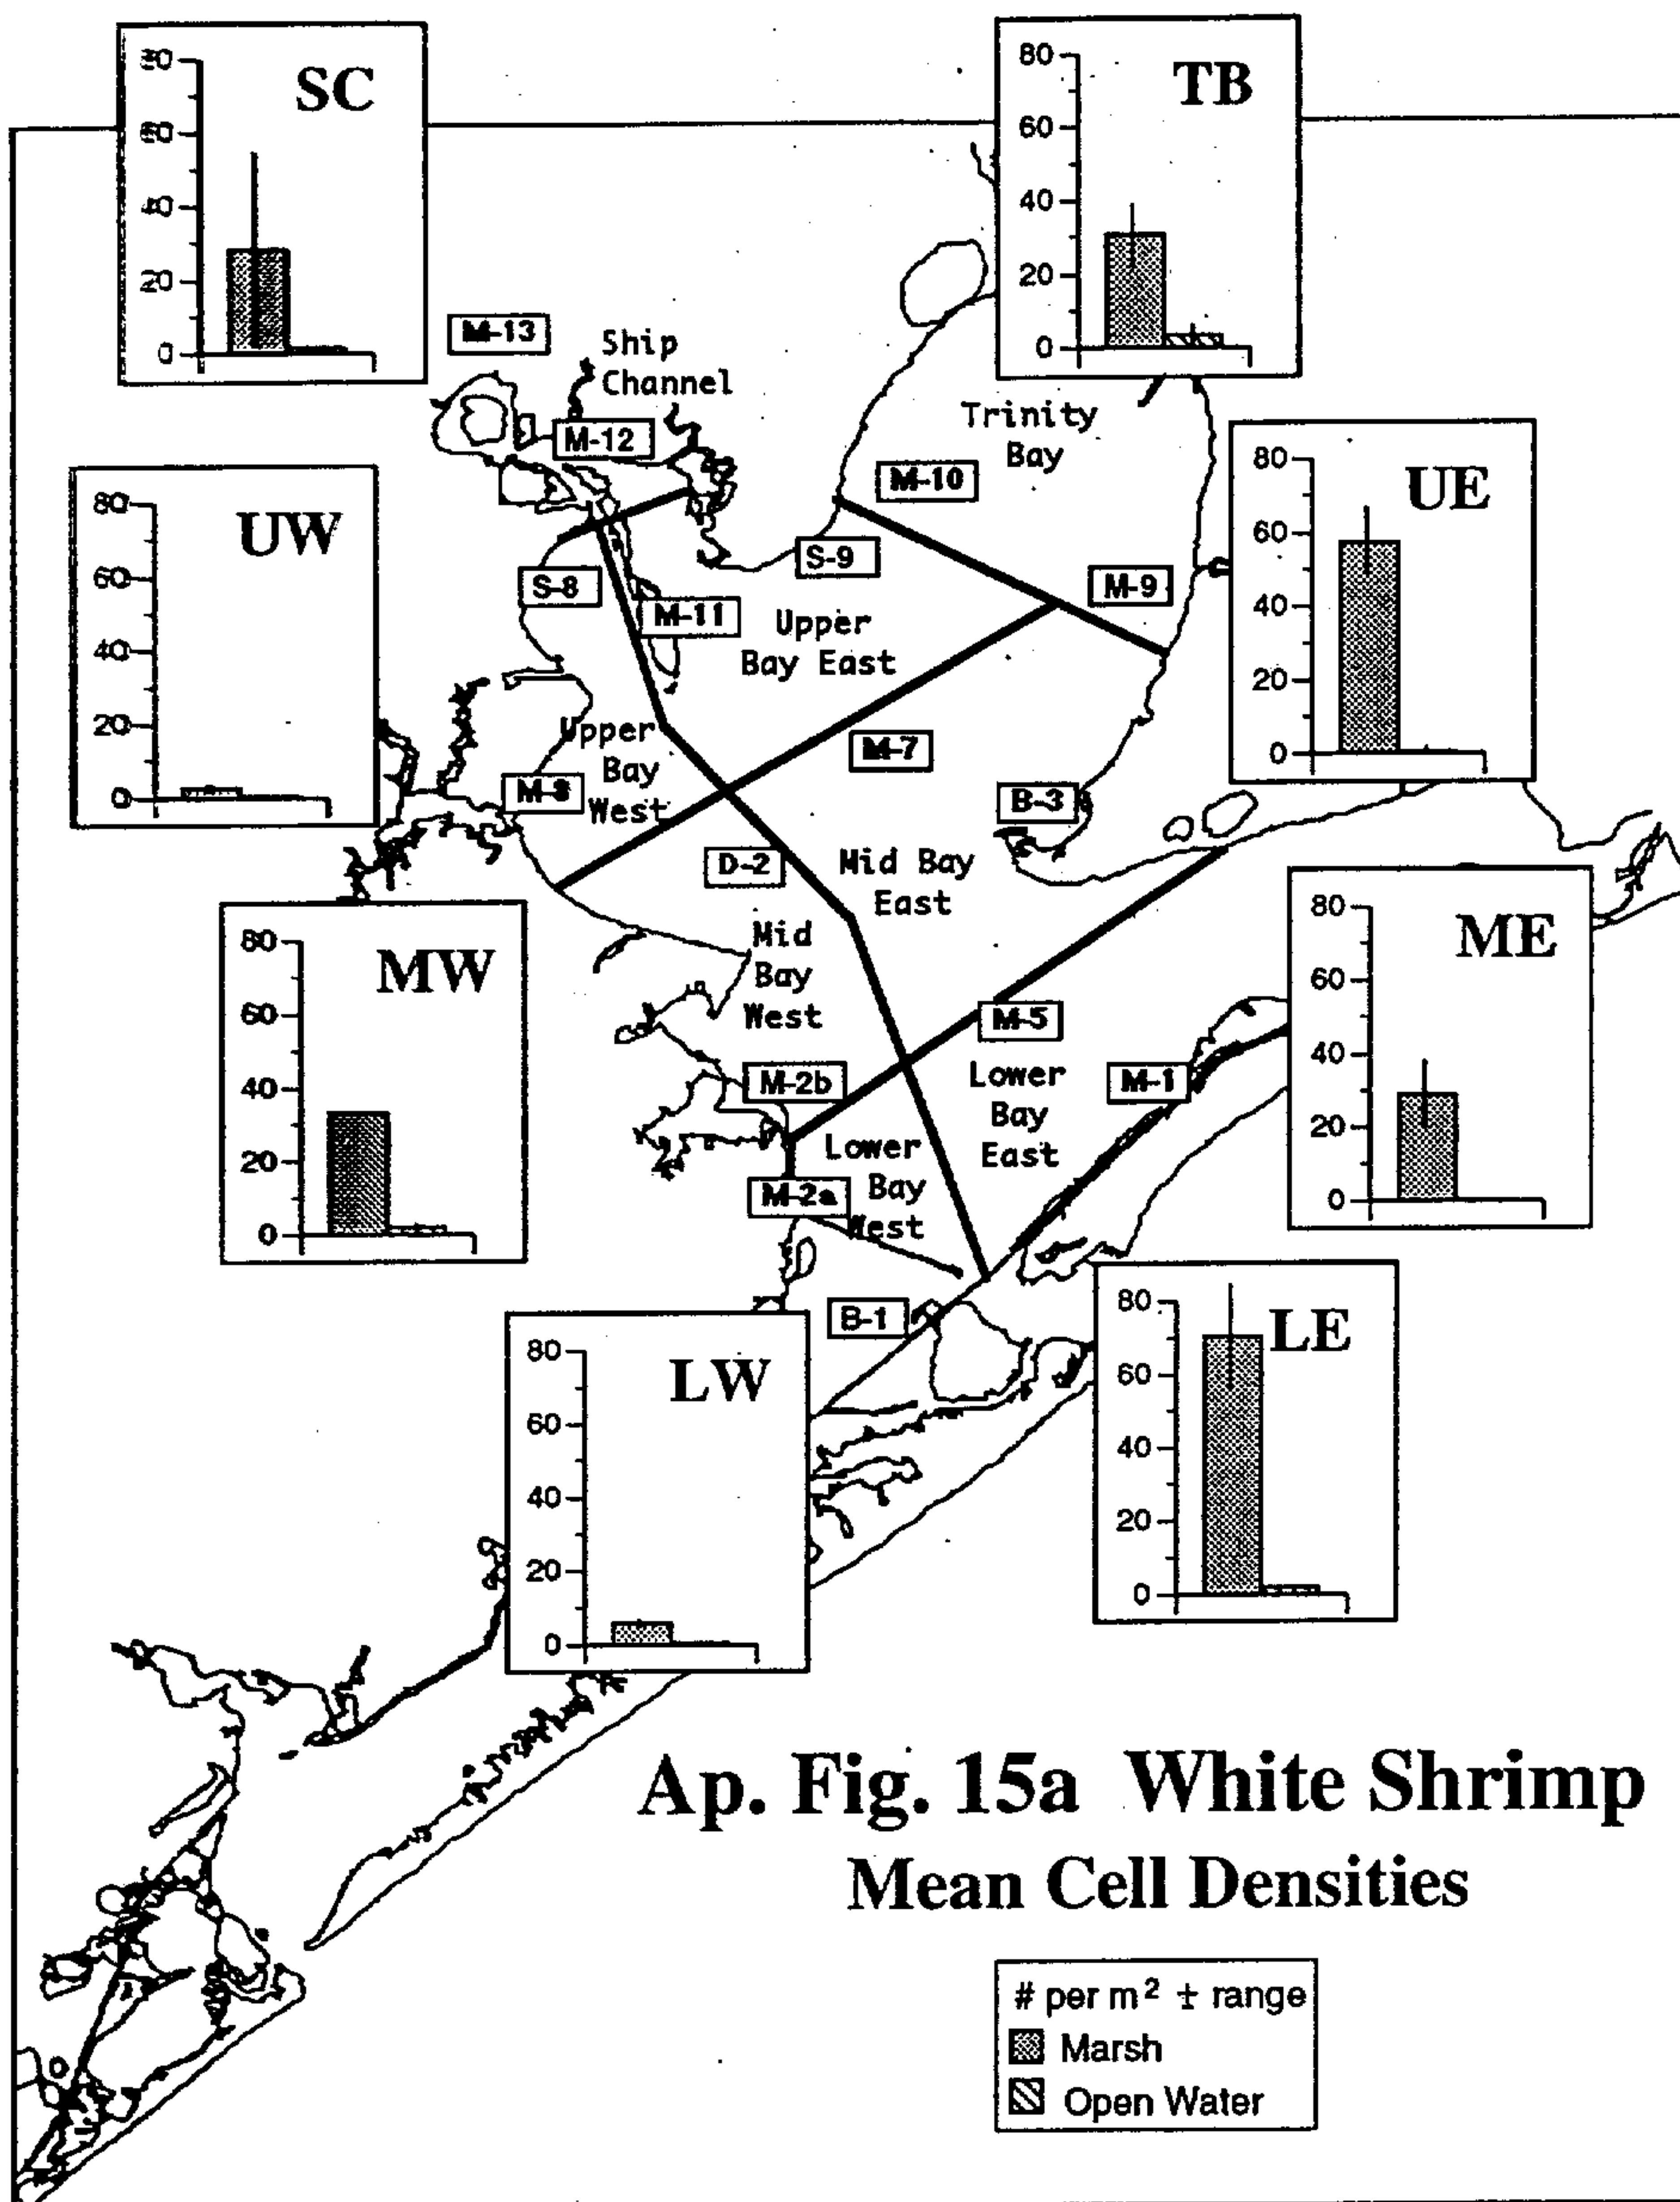 SC
80
60
40
20
0
TB
80
60
40
20
0
M-13
Ship
Channel
M-12
Trinity
Bay
M-10
UW
80
60
40
20
0
UE
80
60
40
20
0
S-9
S-8
M-9
M-11
Upper
Bay East
Upper
Bay
West
M-7
M-8
B-3
D-2
Mid Bay
East
MW
80
60
40
20
0
ME
80
60
40
20
0
Mid
Bay
West
M-5
M-2b
Lower
Bay
East
M-1
Lower
Bay
West
M-2a
B-1
LW
80
60
40
20
0
LE
80
60
40
20
0
Ap. Fig. 15a White Shrimp
Mean Cell Densities
# per m² ± range
Marsh
Open Water